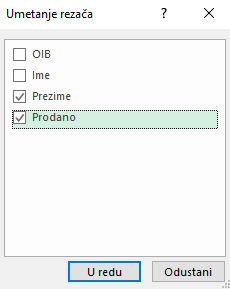 Umetanje rezača ? ×
OIB
Ime
Prezime
Prodano
U redu Odustani